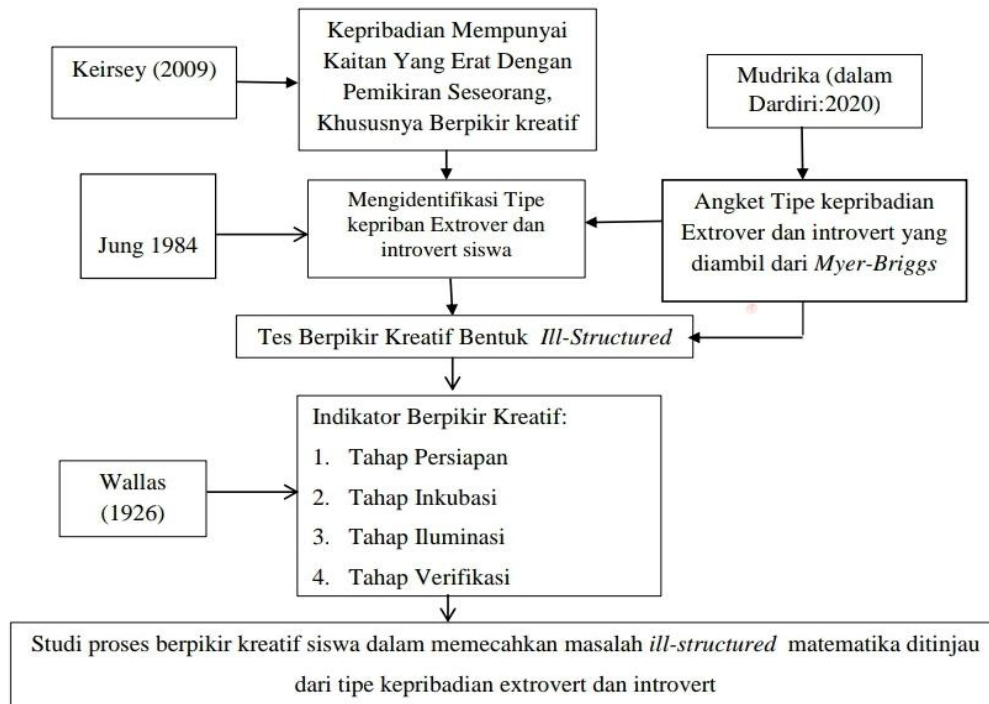 Keirsey (2009)
Kepribadian Mempunyai
Kaitan Yang Erat Dengan
Pemikiran Seseorang,
Khususnya Berpikir kreatif
Mudrika (dalam
Dardiri:2020)
Jung 1984
Mengidentifikasi Tipe
kepriban Extrover dan
introvert siswa
Angket Tipe kepribadian
Extrover dan introvert yang
diambil dari Myer-Briggs
Tes Berpikir Kreatif Bentuk Ill-Structured
Wallas
(1926)
Indikator Berpikir Kreatif:
1. Tahap Persiapan
2. Tahap Inkubasi
3. Tahap Iluminasi
4. Tahap Verifikasi
Studi proses berpikir kreatif siswa dalam memecahkan masalah ill-structured matematika ditinjau
dari tipe kepribadian extrovert dan introvert